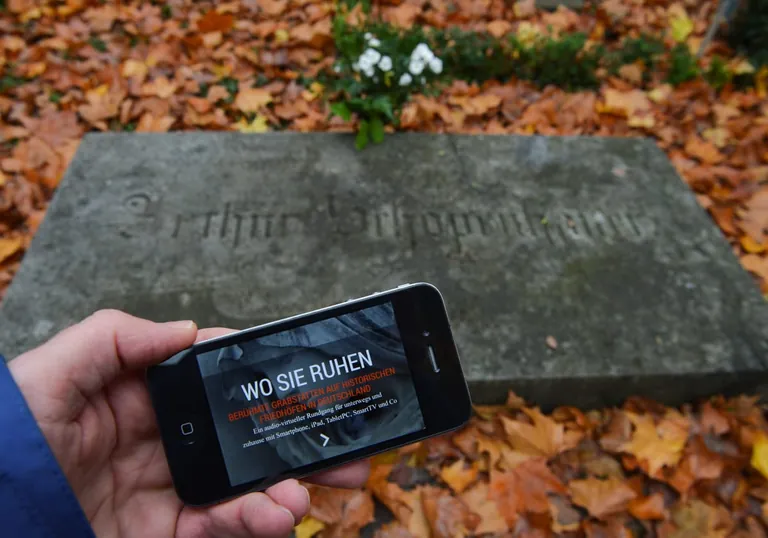 Arthur Schopenhauer
WO SIE RUHEN
BERÜHMTE GRABSTÄTTEN AUF HISTORISCHEN
FRIEDHÖFEN IN DEUTSCHLAND
Ein audio-virtueller Rundgang für unterwegs und
zuhause mit Smartphone, iPad, TabletPC, SmartTV und Co